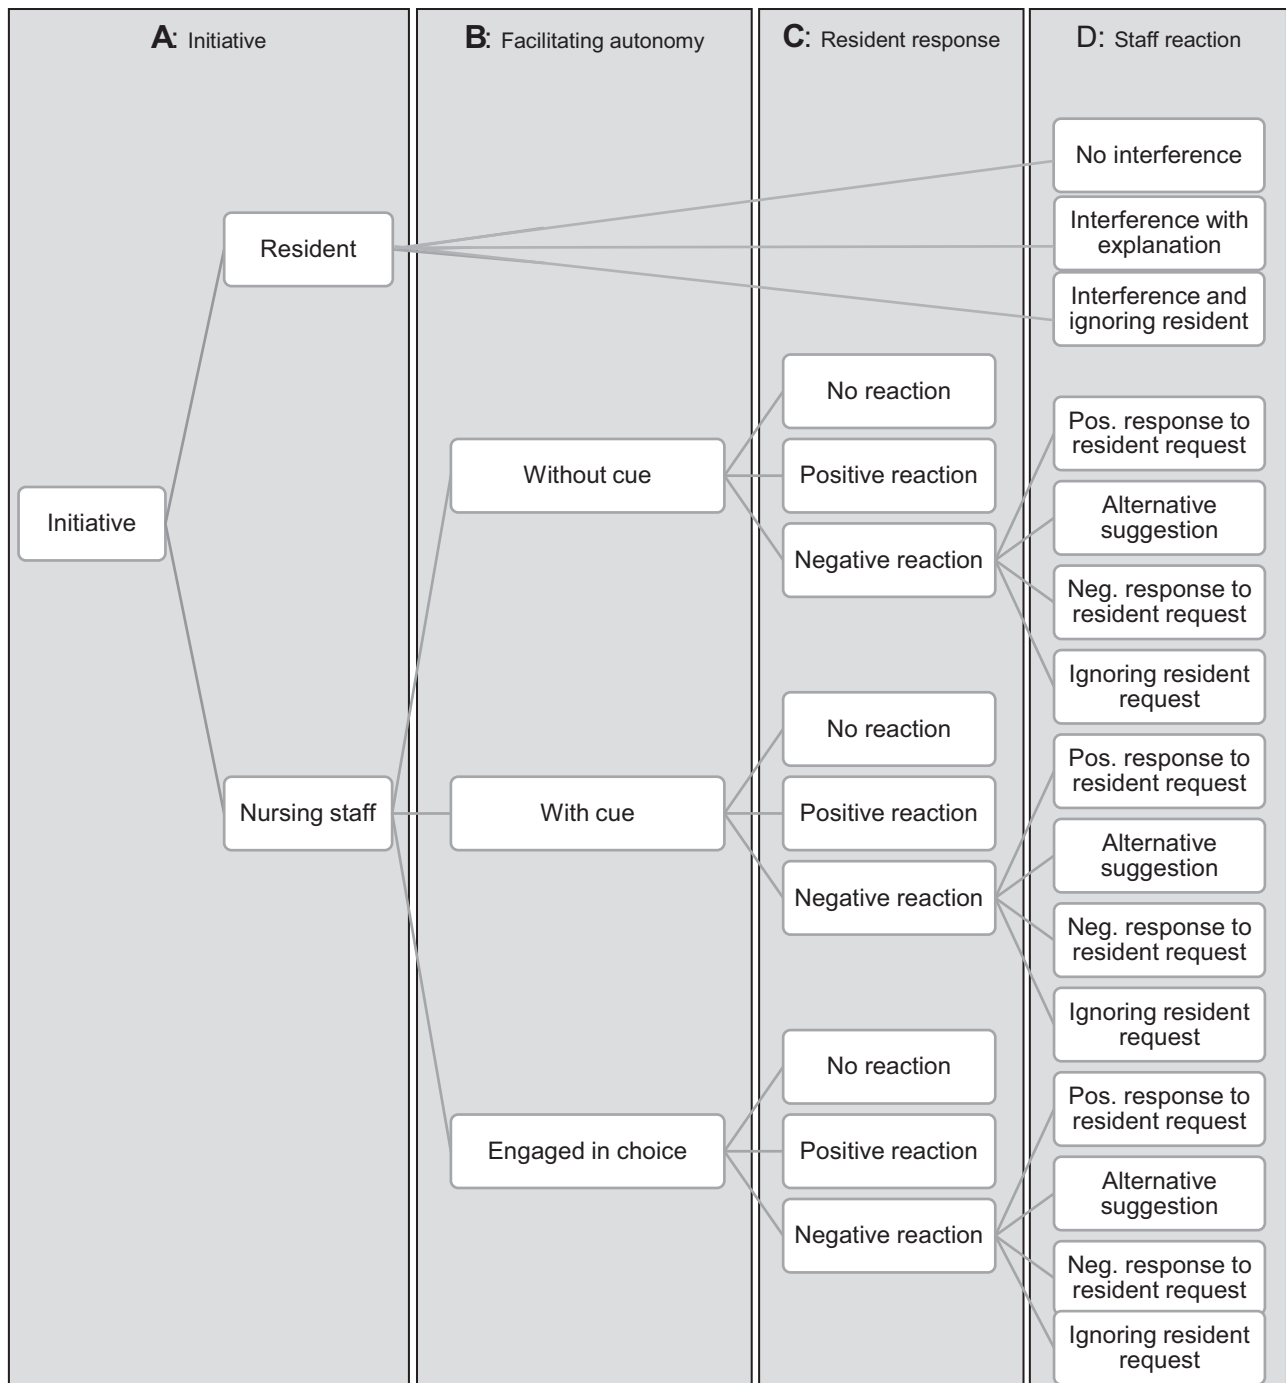 A: Initiative
B: Facilitating autonomy
C: Resident response
D: Staff reaction
No interference
Resident
Interference with
explanation
Interference and
ignoring resident
No reaction
Pos. response to
resident request
Without cue
Positive reaction
Initiative
Alternative
suggestion
Negative reaction
Neg. response to
resident request
Ignoring resident
request
No reaction
Pos. response to
resident request
Nursing staff
With cue
Positive reaction
Alternative
suggestion
Negative reaction
Neg. response to
resident request
Ignoring resident
request
No reaction
Pos. response to
resident request
Engaged in choice
Positive reaction
Alternative
suggestion
Negative reaction
Neg. response to
resident request
Ignoring resident
request